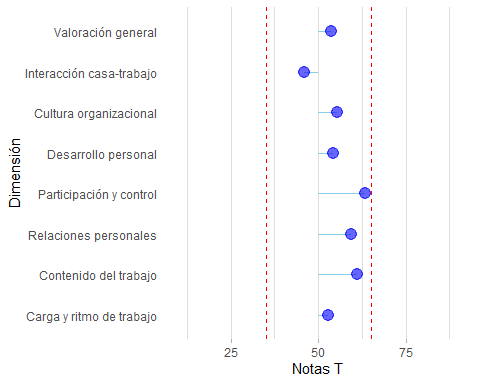 Valoración general
Interacción casa-trabajo
Cultura organizacional
Desarrollo personal
Participación y control
Relaciones personales
Contenido del trabajo
Carga y ritmo de trabajo
Dimensión
25 50 75
Notas T